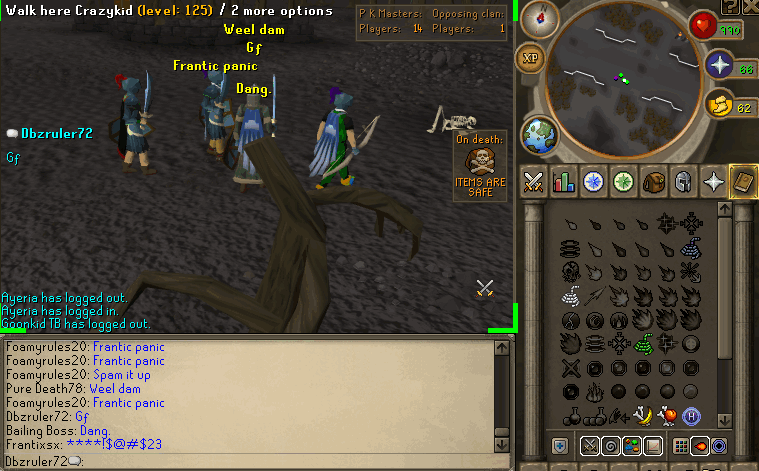 Walk here Crazykid (level: 125) / 2 more options
P K Masters: Opposing clan:
Players: 14 Players: 1
Weel dam
Gf
Frantic panic
Dang.
Dbzruler72
Gf
On death:
ITEMS ARE
SAFE
Ayeria has logged out.
Ayeria has logged in.
Goonkid TB has logged out.
Foamyrules20: Frantic panic
Foamyrules20: Frantic panic
Foamyrules20: Spam it up
Pure Death78: Weel dam
Foamyrules20: Frantic panic
Dbzruler72: Gf
Bailing Boss: Dang.
Frantixsx: ****!$@#$23
Dbzruler72:
990
XP
66
62
H